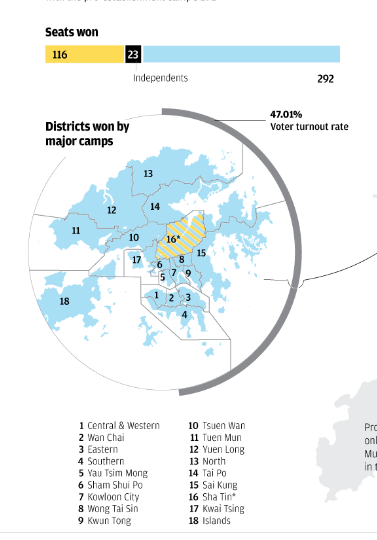 Seats won
116
23
Independents
292
47.01%
Voter turnout rate
Districts won by
major camps
13
12
14
11
10
16*
15
17
8
6
5
7
9
1
2
3
4
18
1 Central & Western
2 Wan Chai
3 Eastern
4 Southern
5 Yau Tsim Mong
6 Sham Shui Po
7 Kowloon City
8 Wong Tai Sin
9 Kwun Tong
10 Tsuen Wan
11 Tuen Mun
12 Yuen Long
13 North
14 Tai Po
15 Sai Kung
16 Sha Tin*
17 Kwai Tsing
18 Islands